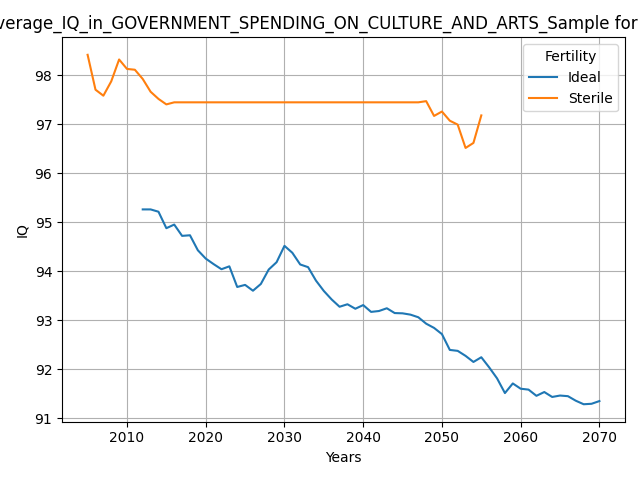 verage_IQ_in_GOVERNMENT_SPENDING_ON_CULTURE_AND_ARTS_Sample for
Fertility
Ideal
Sterile
98
97
96
95
94
93
92
91
IQ
2010 2020 2030 2040 2050 2060 2070
Years